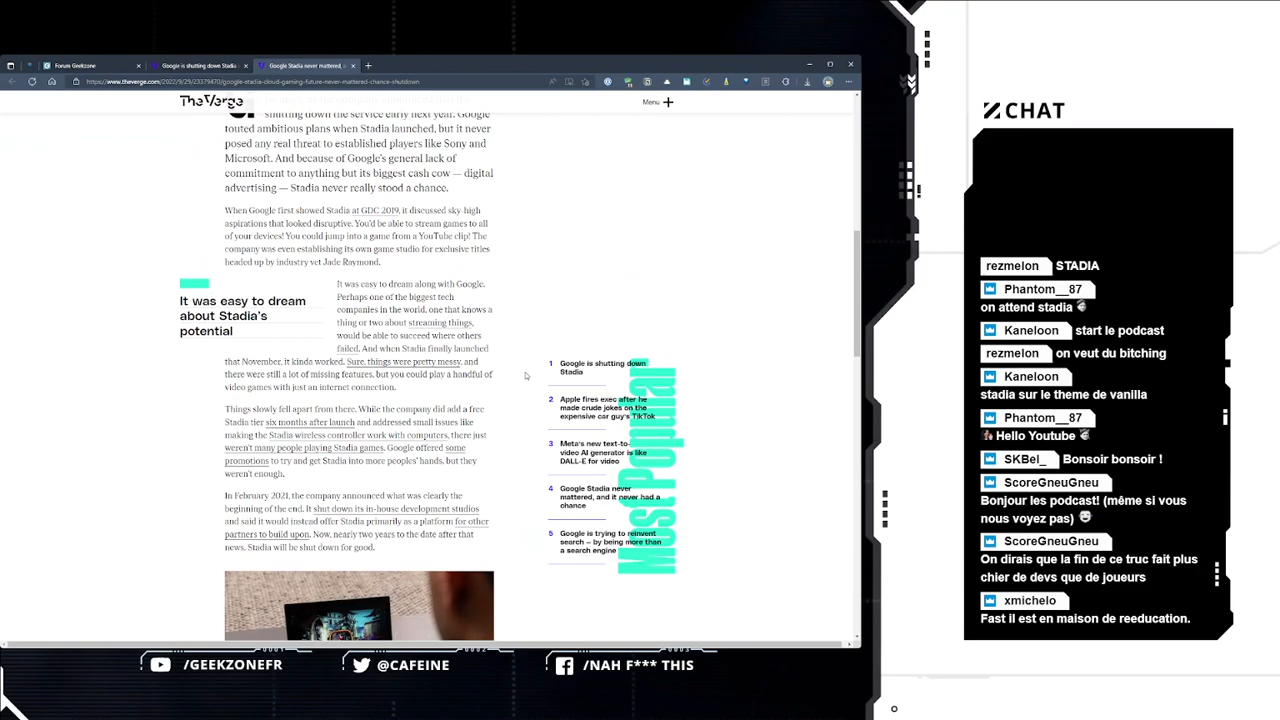 Forum Geekzone
Google is shutting down Stadia
Google Stadia never mattered,
https://www.theverge.com/2022/9/29/23379470/google-stadia-cloud-gaming-future-never-mattered-chance-shutdown
The Verge
Menu
shutting down the service early next year. Google
touted ambitious plans when Stadia launched, but it never
posed any real threat to established players like Sony and
Microsoft. And because of Google's general lack of
commitment to anything but its biggest cash cow — digital
advertising — Stadia never really stood a chance.
When Google first showed Stadia at GDC 2019, it discussed sky-high
aspirations that looked disruptive. You'd be able to stream games to all
of your devices! You could jump into a game from a YouTube clip! The
company was even establishing its own game studio for exclusive titles
headed up by industry vet Jade Raymond.
It was easy to dream
about Stadia's
potential
It was easy to dream along with Google.
Perhaps one of the biggest tech
companies in the world, one that knows a
thing or two about streaming things,
would be able to succeed where others
failed. And when Stadia finally launched
that November, it kinda worked. Sure, things were pretty messy, and
there were still a lot of missing features, but you could play a handful of
video games with just an internet connection.
Things slowly fell apart from there. While the company did add a free
Stadia tier six months after launch and addressed small issues like
making the Stadia wireless controller work with computers, there just
weren't many people playing Stadia games. Google offered some
promotions to try and get Stadia into more peoples' hands, but they
weren't enough.
In February 2021, the company announced what was clearly the
beginning of the end. It shut down its in-house development studios
and said it would instead offer Stadia primarily as a platform for other
partners to build upon. Now, nearly two years to the date after that
news, Stadia will be shut down for good.
Most Popular
1 Google is shutting down
Stadia
2 Apple fires exec after he
made crude jokes on the
expensive car guy's TikTok
3 Meta's new text-to-
video AI generator is like
DALL-E for video
4 Google Stadia never
mattered, and it never had a
chance
5 Google is trying to reinvent
search — by being more than
a search engine
0001
/GEEKZONEFR
0002
@CAFEINE
0003
/NAH F*** THIS
CHAT
rezmelon STADIA
Phantom__87
on attend stadia
Kaneloon start le podcast
rezmelon on veut du bitching
Kaneloon
stadia sur le theme de vanilla
Phantom__87
Hello Youtube
SKBel_ Bonsoir bonsoir !
ScoreGneuGneu
Bonjour les podcast! (même si vous
nous voyez pas)
ScoreGneuGneu
On dirais que la fin de ce truc fait plus
chier de devs que de joueurs
xmichelo
Fast il est en maison de reeducation.